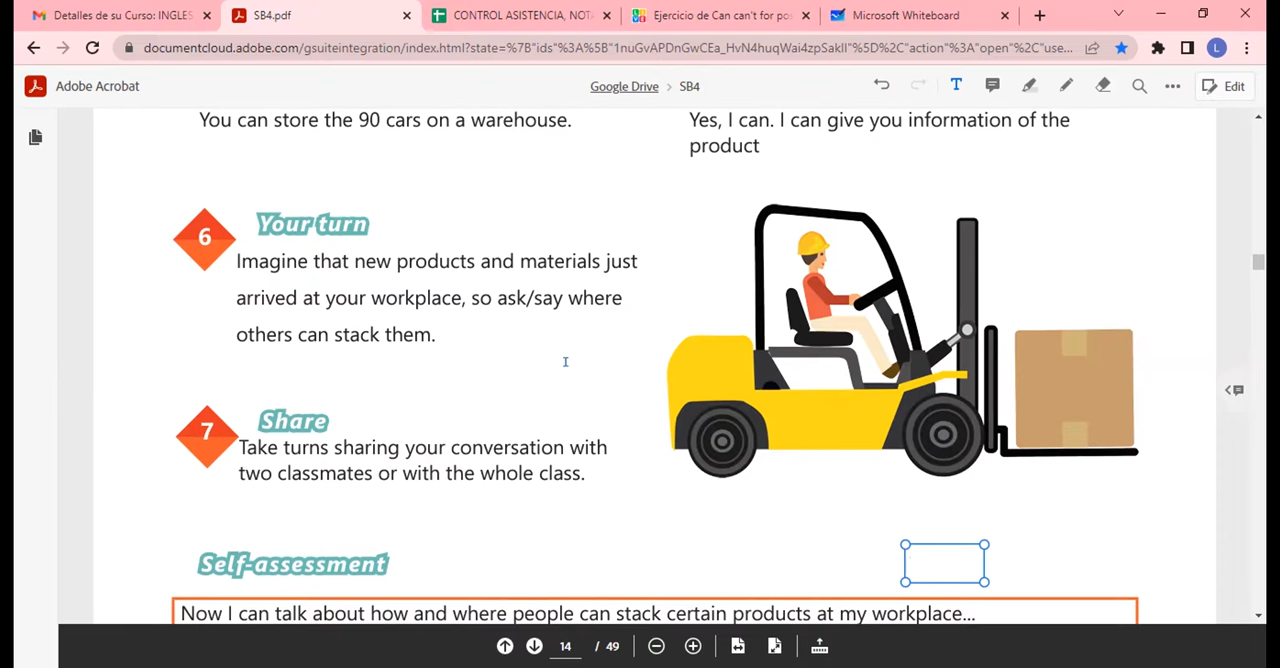 Detalles de su Curso: INGLES
SB4.pdf
CONTROL ASISTENCIA, NOTA
Ejercicio de Can can't for pos
Microsoft Whiteboard
documentcloud.adobe.com/gsuiteintegration/index.html?state=%7B"ids"%3A%5B"1nuGvAPDnGwCEa_HvN4huqWai4zpSakll"%5D%2C"action"%3A"open"%2C"use...
L
Adobe Acrobat
Google Drive
SB4
T
Edit
You can store the 90 cars on a warehouse.
Yes, I can. I can give you information of the
product
6
Your turn
Imagine that new products and materials just
arrived at your workplace, so ask/say where
others can stack them.
7
Share
Take turns sharing your conversation with
two classmates or with the whole class.
Self-assessment
Now I can talk about how and where people can stack certain products at my workplace...
14 / 49